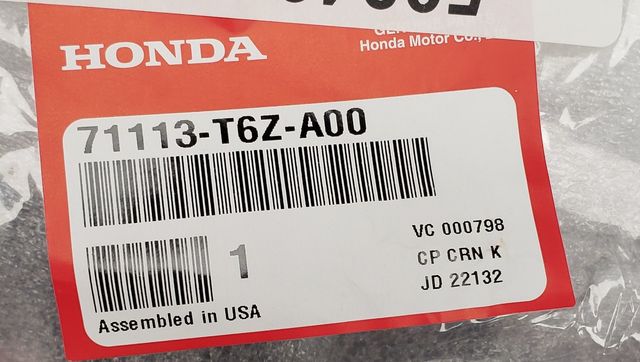 HONDA
Honda Motor Co.,
71113-T6Z-A00
1
VC 000798
CP CRN K
JD 22132
Assembled in USA